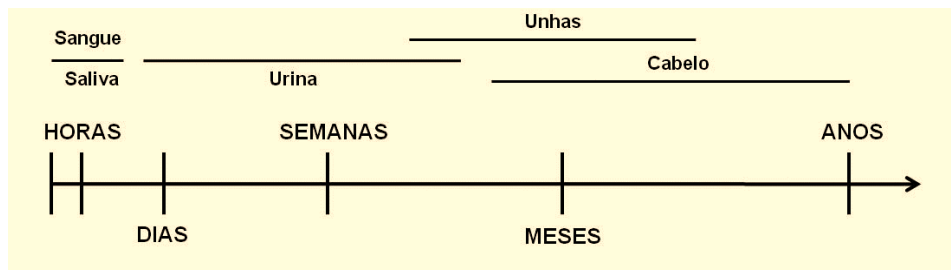 Unhas
Sangue
Cabelo
Saliva
Urina
HORAS
SEMANAS
ANOS
DIAS
MESES